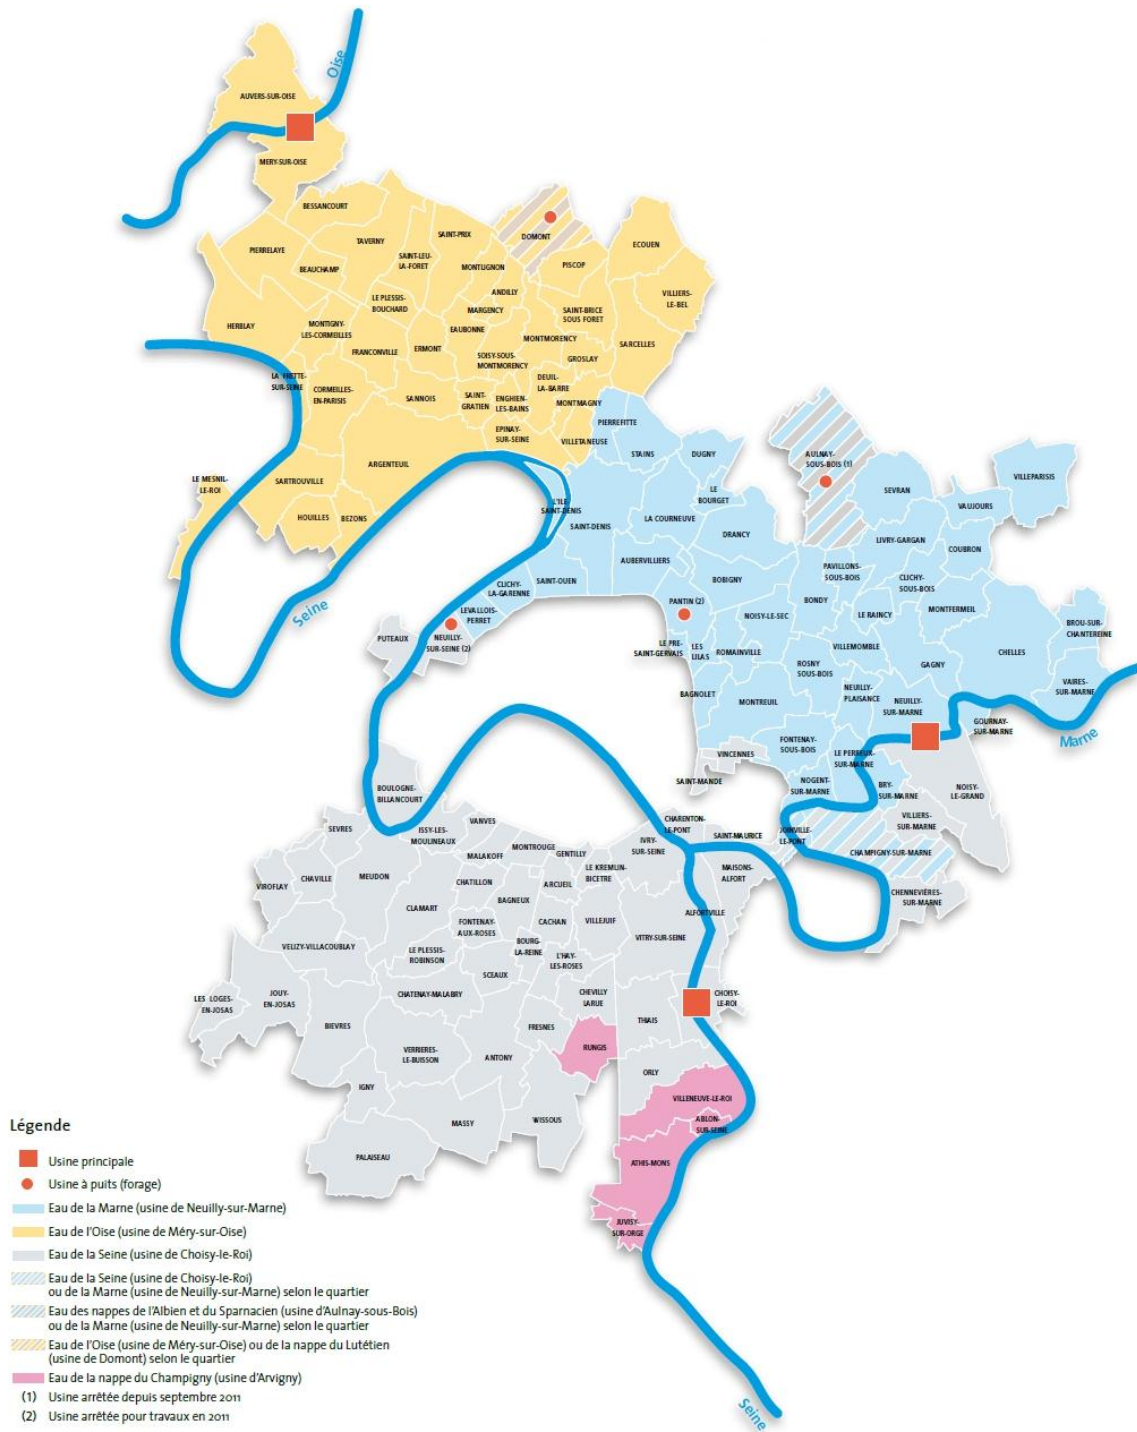 Oise
AUVERS-SUR-OISE
MERY-SUR-OISE
BESSANCOURT
PIERRELAYE
TAVERNY
SAINT-PRIX
BEAUCHAMP
SAINT-LEU-
LA-FORET
MONTLIGNON
DOMONT
PISCOP
ECOUEN
VILLIERS-
LE-BEL
ANDILLY
LE PLESSIS-
BOUCHARD
MARGENCY
SAINT-BRICE
SOUS FORET
HERBLAY
MONTIGNY-
LES-CORMEILLES
EAUBONNE
MONTMORENCY
SARCELLES
FRANCONVILLE
ERMONT
SOISY-SOUS-
MONTMORENCY
GROSLAY
LA FRETTE-
SUR-SEINE
CORMEILLES-
EN-PARISIS
DEUIL-
LA-BARRE
SANNOIS
SAINT-
GRATIEN
ENGHIEN-
LES-BAINS
MONTMAGNY
EPINAY-
SUR-SEINE
VILLETANEUSE
PIERREFITTE
STAINS
DUGNY
ARGENTEUIL
LE MESNIL-
LE-ROI
SARTROUVILLE
HOUILLES
BEZONS
L'ILE
SAINT-DENIS
SAINT-DENIS
LA COURNEUVE
LE
BOURGET
DRANCY
AULNAY-
SOUS-BOIS (1)
SEVRAN
VILLEPARISIS
VAUJOURS
LIVRY-GARGAN
COUBRON
AUBERVILLIERS
BOBIGNY
PAVILLONS-
SOUS-BOIS
CLICHY-
SOUS-BOIS
CLICHY-
LA-GARENNE
SAINT-OUEN
Seine
LEVALLOIS-
PERRET
PUTEAUX
NEUILLY-
SUR-SEINE (2)
PANTIN (2)
NOISY-LE-SEC
BONDY
LE RAINCY
MONTFERMEIL
BROU-SUR-
CHANTEREINE
LE PRE-
SAINT-GERVAIS
LES
LILAS
ROMAINVILLE
VILLEMOMBLE
CHELLES
ROSNY
SOUS-BOIS
GAGNY
BAGNOLET
MONTREUIL
NEUILLY-
PLAISANCE
NEUILLY-
SUR-MARNE
VAIRES-
SUR-MARNE
GOURNAY-
SUR-MARNE
Marne
FONTENAY-
SOUS-BOIS
VINCENNES
LE PERREUX-
SUR-MARNE
SAINT-MANDE
NOGENT-
SUR-MARNE
BRY-
SUR-MARNE
NOISY-
LE-GRAND
BOULOGNE-
BILLANCOURT
CHARENTON-
LE-PONT
SAINT-MAURICE
JOINVILLE-
LE-PONT
VILLIERS-
SUR-MARNE
SEVRES
ISSY-LES-
MOULINEAUX
VANVES
MALAKOFF
MONTROUGE
GENTILLY
IVRY-
SUR-SEINE
CHAMPIGNY-SUR-MARNE
VIROFLAY
CHAVILLE
MEUDON
CHATILLON
LE KREMLIN-
BICETRE
MAISONS-
ALFORT
ARCUEIL
CHENNEVIÈRES-
SUR-MARNE
CLAMART
BAGNEUX
FONTENAY-
AUX-ROSES
CACHAN
VILLEJUIF
ALFORTVILLE
VELIZY-VILLACOUBLAY
LE PLESSIS-
ROBINSON
BOURG-
LA-REINE
VITRY-SUR-SEINE
L'HAY-
LES-ROSES
SCEAUX
LES LOGES-
EN-JOSAS
JOUY-
EN-JOSAS
CHATENAY-MALABRY
CHEVILLY
LARUE
CHOISY-
LE-ROI
BIEVRES
FRESNES
THIAIS
VERRIERES-
LE-BUISSON
ANTONY
RUNGIS
ORLY
IGNY
VILLENEUVE-LE-ROI
MASSY
WISSOUS
ABLON-
SUR-SEINE
PALAISEAU
ATHIS-MONS
JUVISY-
SUR-ORGE
Seine
Légende
Usine principale
Usine à puits (forage)
Eau de la Marne (usine de Neuilly-sur-Marne)
Eau de l'Oise (usine de Méry-sur-Oise)
Eau de la Seine (usine de Choisy-le-Roi)
Eau de la Seine (usine de Choisy-le-Roi)
ou de la Marne (usine de Neuilly-sur-Marne) selon le quartier
Eau des nappes de l'Albien et du Sparnacien (usine d'Aulnay-sous-Bois)
ou de la Marne (usine de Neuilly-sur-Marne) selon le quartier
Eau de l'Oise (usine de Méry-sur-Oise) ou de la nappe du Lutétien
(usine de Domont) selon le quartier
Eau de la nappe du Champigny (usine d'Arvigny)
(1) Usine arrêtée depuis septembre 2011
(2) Usine arrêtée pour travaux en 2011